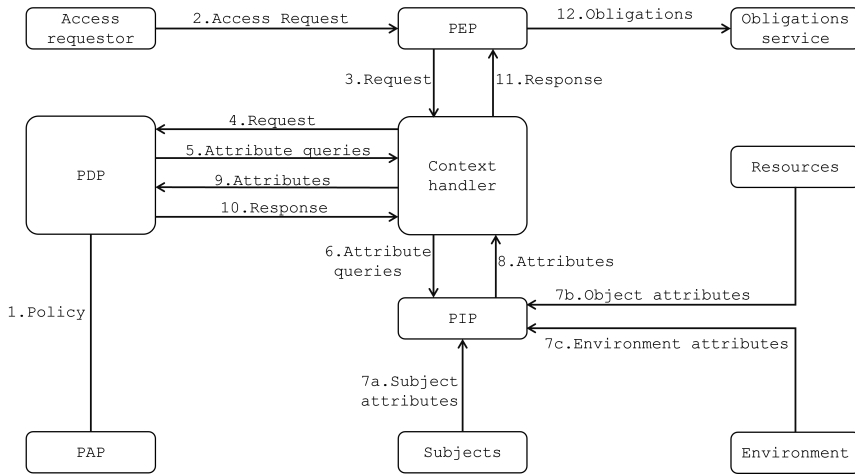 Access
requestor
2.Access Request
PEP
12.Obligations
Obligations
service
3.Request
11.Response
PDP
4.Request
5.Attribute queries
9.Attributes
10.Response
Context
handler
Resources
6.Attribute
queries
8.Attributes
1.Policy
PIP
7b.Object attributes
7c.Environment attributes
7a.Subject
attributes
PAP
Subjects
Environment